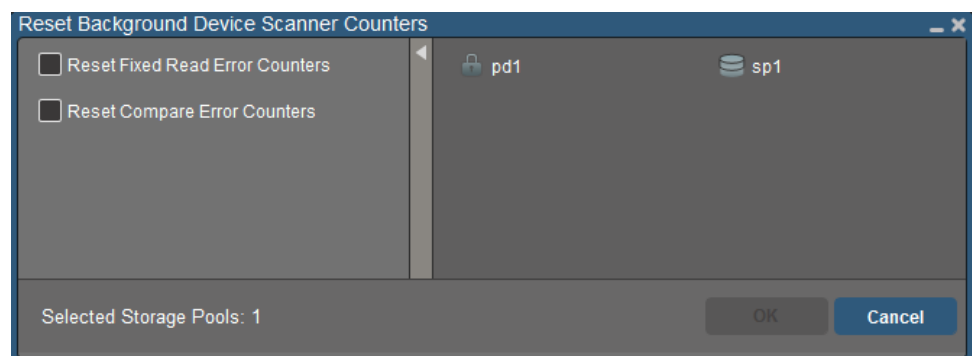 Reset Background Device Scanner Counters
Reset Fixed Read Error Counters
Reset Compare Error Counters
pd1
sp1
Selected Storage Pools: 1
OK
Cancel